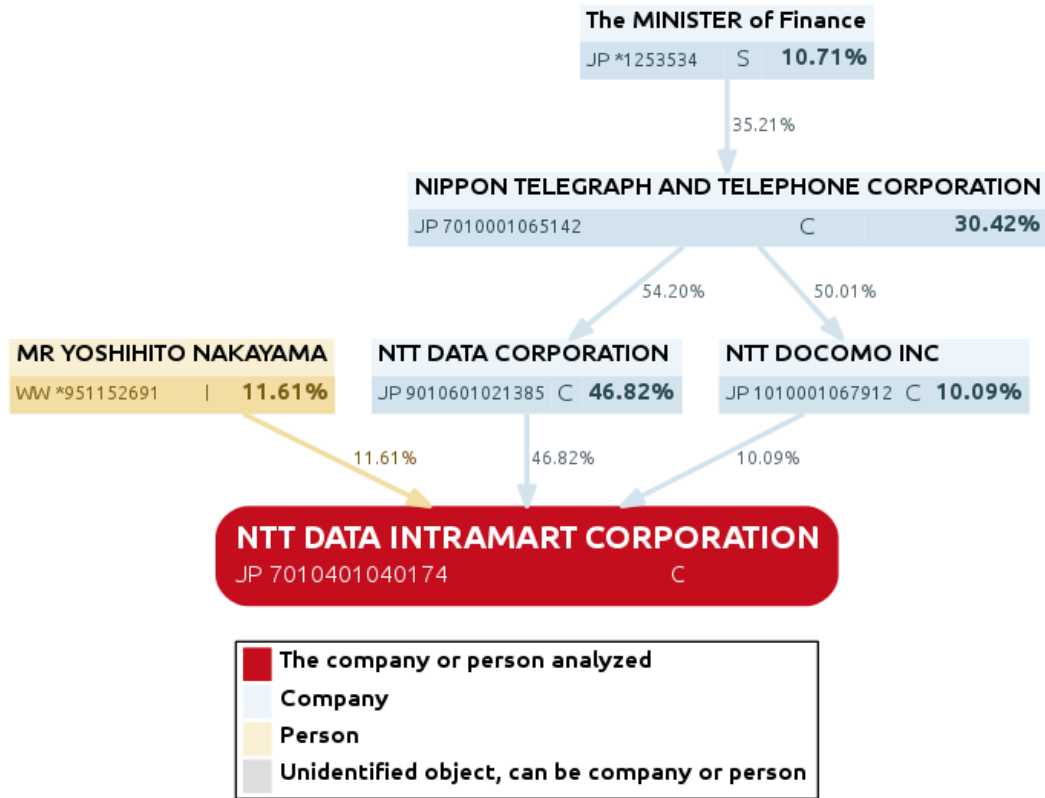 The MINISTER of Finance
JP *1253534 S 10.71%
35.21%
NIPPON TELEGRAPH AND TELEPHONE CORPORATION
JP 7010001065142 C 30.42%
54.20% 50.01%
MR YOSHIHITO NAKAYAMA
WW *951152691 I 11.61%
NTT DATA CORPORATION
JP 9010601021385 C 46.82%
NTT DOCOMO INC
JP 1010001067912 C 10.09%
11.61% 46.82% 10.09%
NTT DATA INTRAMART CORPORATION
JP 7010401040174 C
The company or person analyzed
Company
Person
Unidentified object, can be company or person